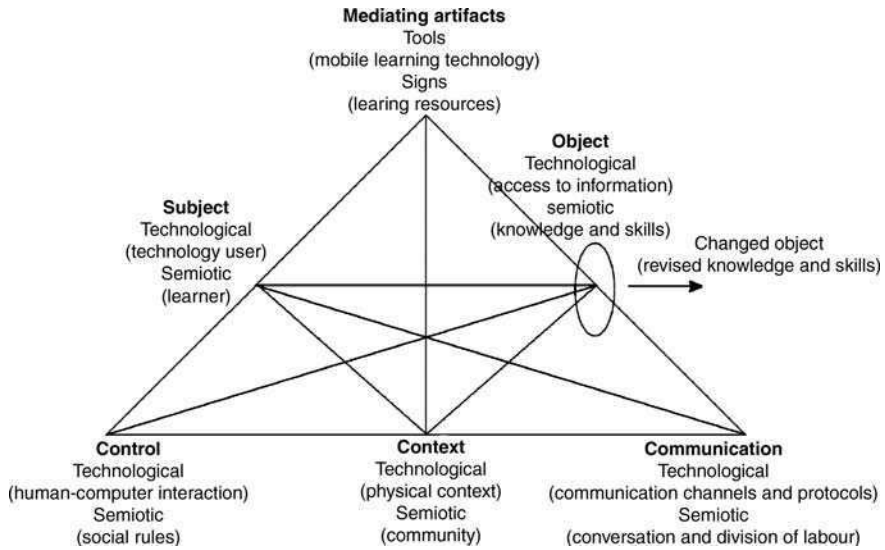 Mediating artifacts
Tools
(mobile learning technology)
Signs
(learing resources)
Object
Technological
(access to information)
semiotic
(knowledge and skills)
Subject
Technological
(technology user)
Semiotic
(learner)
Changed object
(revised knowledge and skills)
Control
Technological
(human-computer interaction)
Semiotic
(social rules)
Context
Technological
(physical context)
Semiotic
(community)
Communication
Technological
(communication channels and protocols)
Semiotic
(conversation and division of labour)